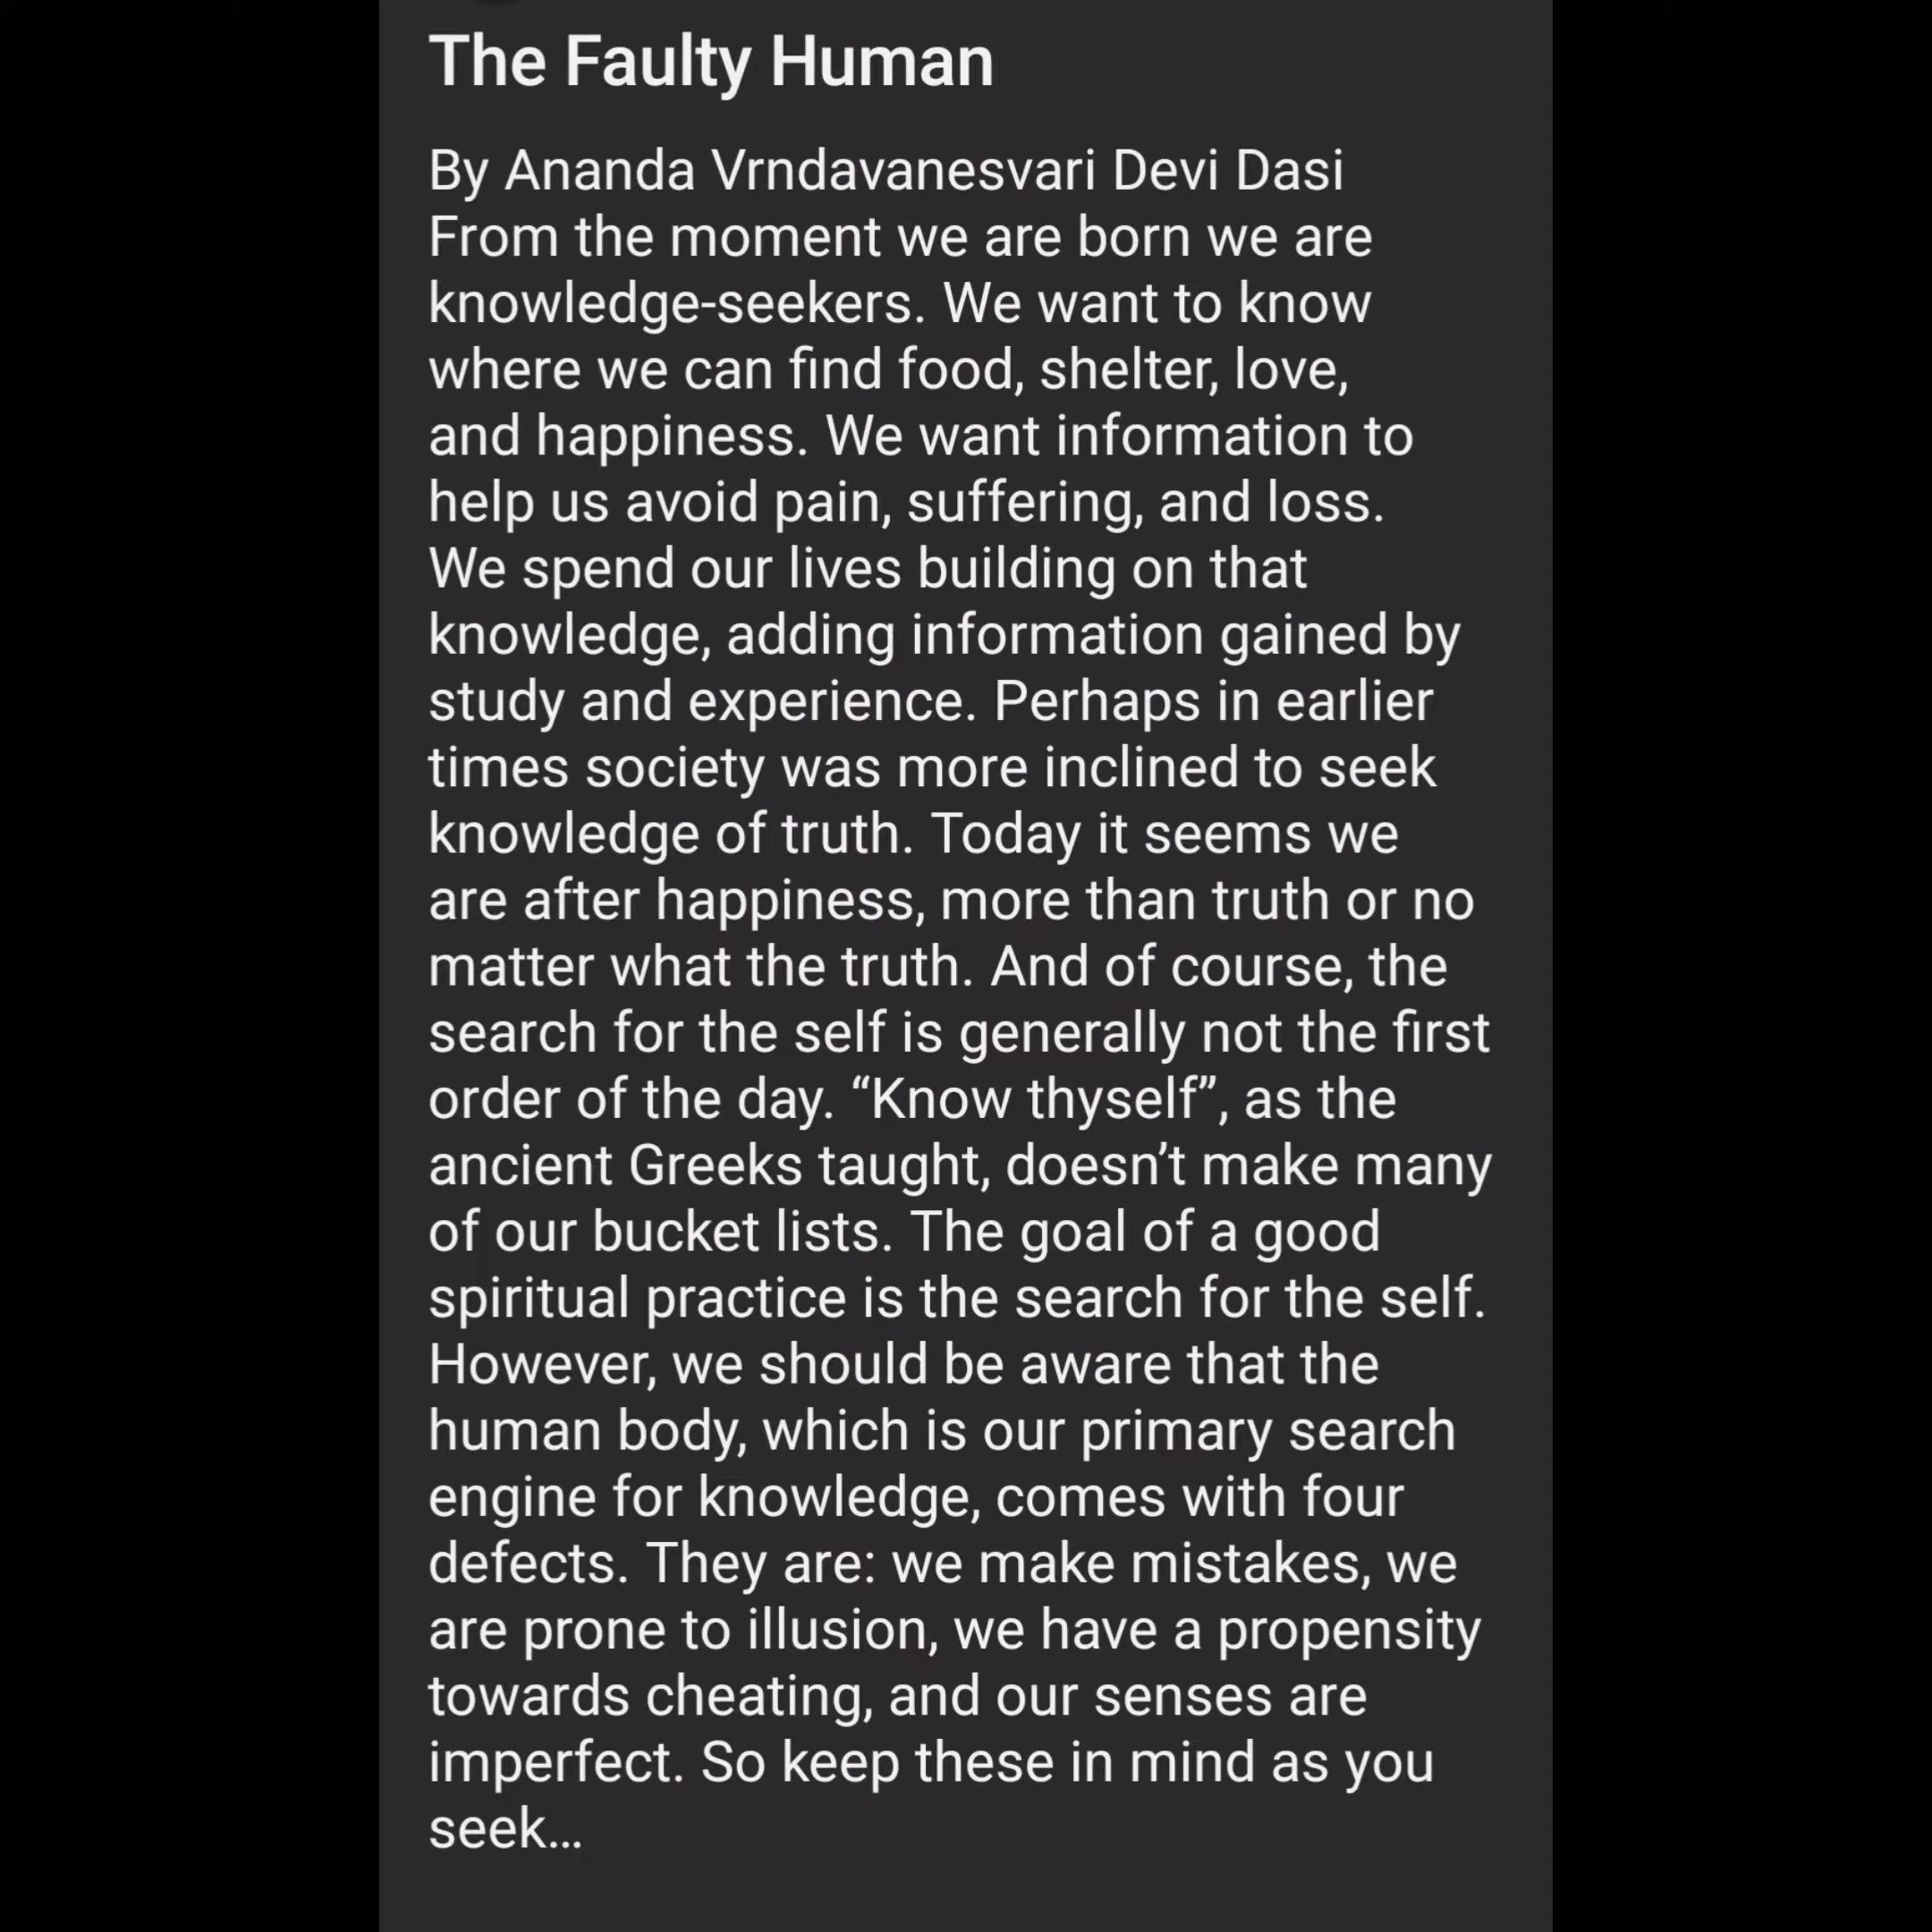 The Faulty Human
By Ananda Vrndavanesvari Devi Dasi
From the moment we are born we are
knowledge-seekers. We want to know
where we can find food, shelter, love,
and happiness. We want information to
help us avoid pain, suffering, and loss.
We spend our lives building on that
knowledge, adding information gained by
study and experience. Perhaps in earlier
times society was more inclined to seek
knowledge of truth. Today it seems we
are after happiness, more than truth or no
matter what the truth. And of course, the
search for the self is generally not the first
order of the day. “Know thyself”, as the
ancient Greeks taught, doesn’t make many
of our bucket lists. The goal of a good
spiritual practice is the search for the self.
However, we should be aware that the
human body, which is our primary search
engine for knowledge, comes with four
defects. They are: we make mistakes, we
are prone to illusion, we have a propensity
towards cheating, and our senses are
imperfect. So keep these in mind as you
seek…